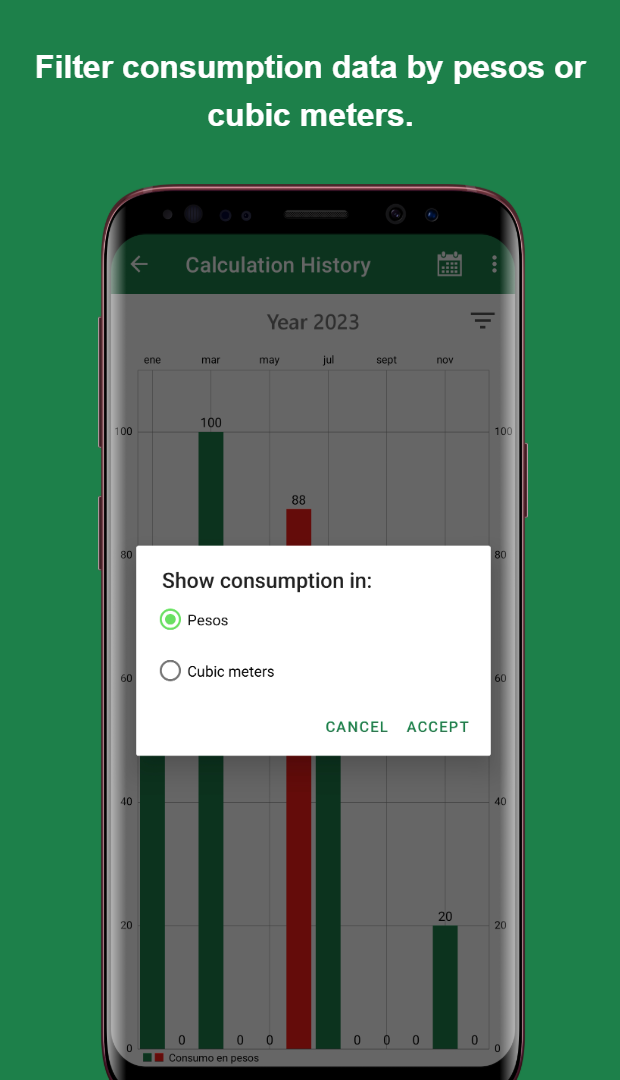 Filter consumption data by pesos or
cubic meters.
Calculation History
Year 2023
ene mar may jul sept nov
100
100 100
88
80 80
Show consumption in:
Pesos
60 60
Cubic meters
CANCEL ACCEPT
40 40
20
20 20
0 0 0 0 0 0 0
0 0
Consumo en pesos